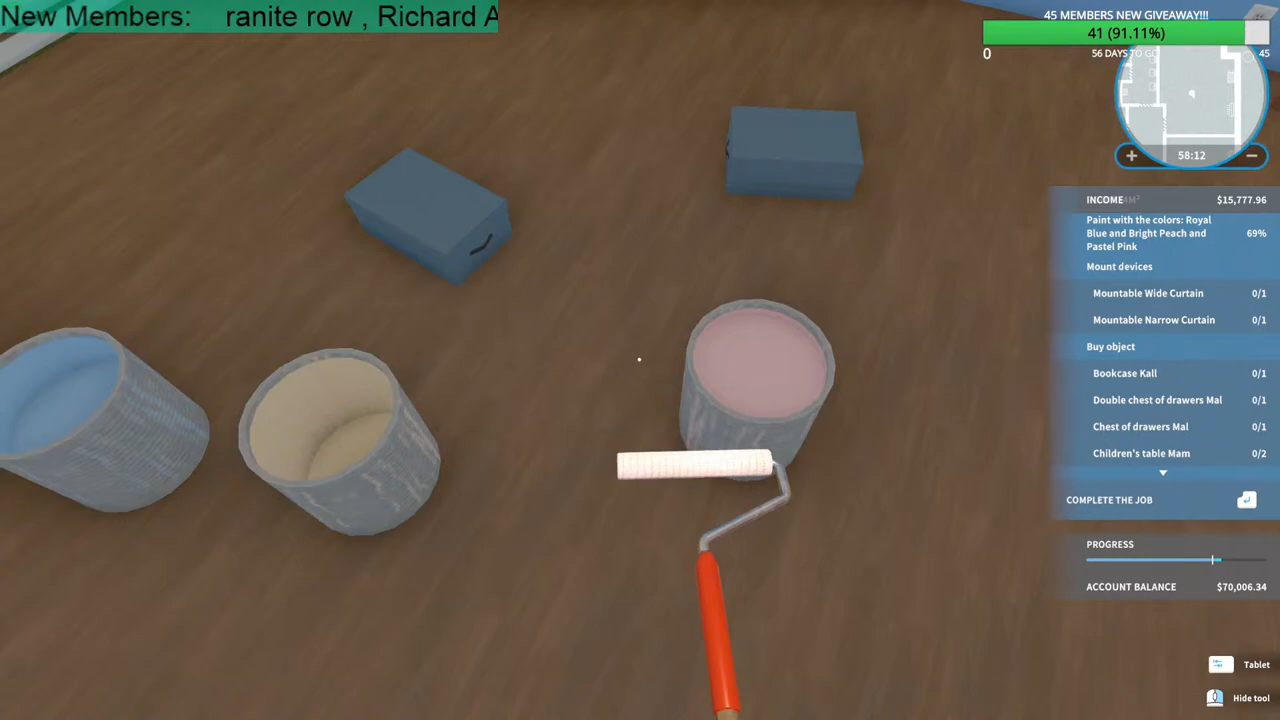 New Members: ranite row , Richard A
45 MEMBERS NEW GIVEAWAY!!!
41 (91.11%)
0 56 DAYS TO GO 45
58:12
INCOME $15,777.96
Paint with the colors: Royal
Blue and Bright Peach and 69%
Pastel Pink
Mount devices
Mountable Wide Curtain 0/1
Mountable Narrow Curtain 0/1
Buy object
Bookcase Kall 0/1
Double chest of drawers Mal 0/1
Chest of drawers Mal 0/1
Children's table Mam 0/2
COMPLETE THE JOB
PROGRESS
ACCOUNT BALANCE $70,006.34
Tablet
Hide tool